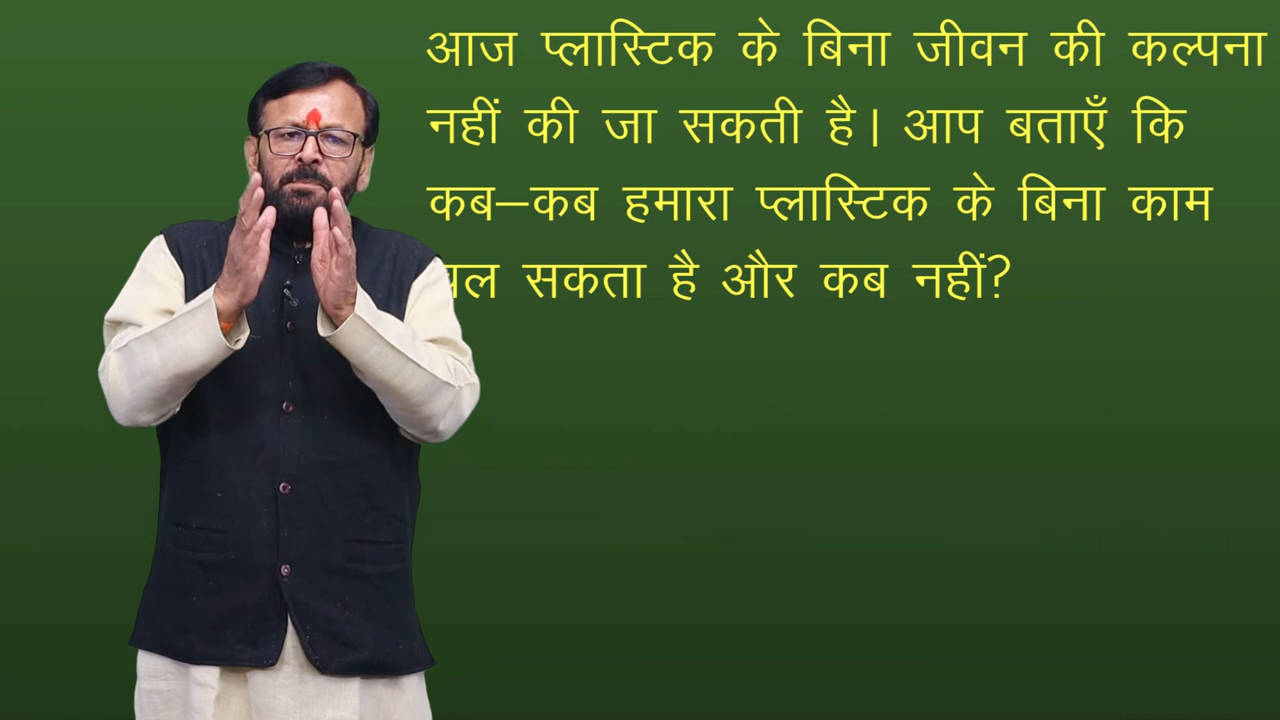 आज प्लास्टिक के बिना जीवन की कल्पना
नहीं की जा सकती है। आप बताएँ कि
कब–कब हमारा प्लास्टिक के बिना काम
सकता है और कब नहीं?